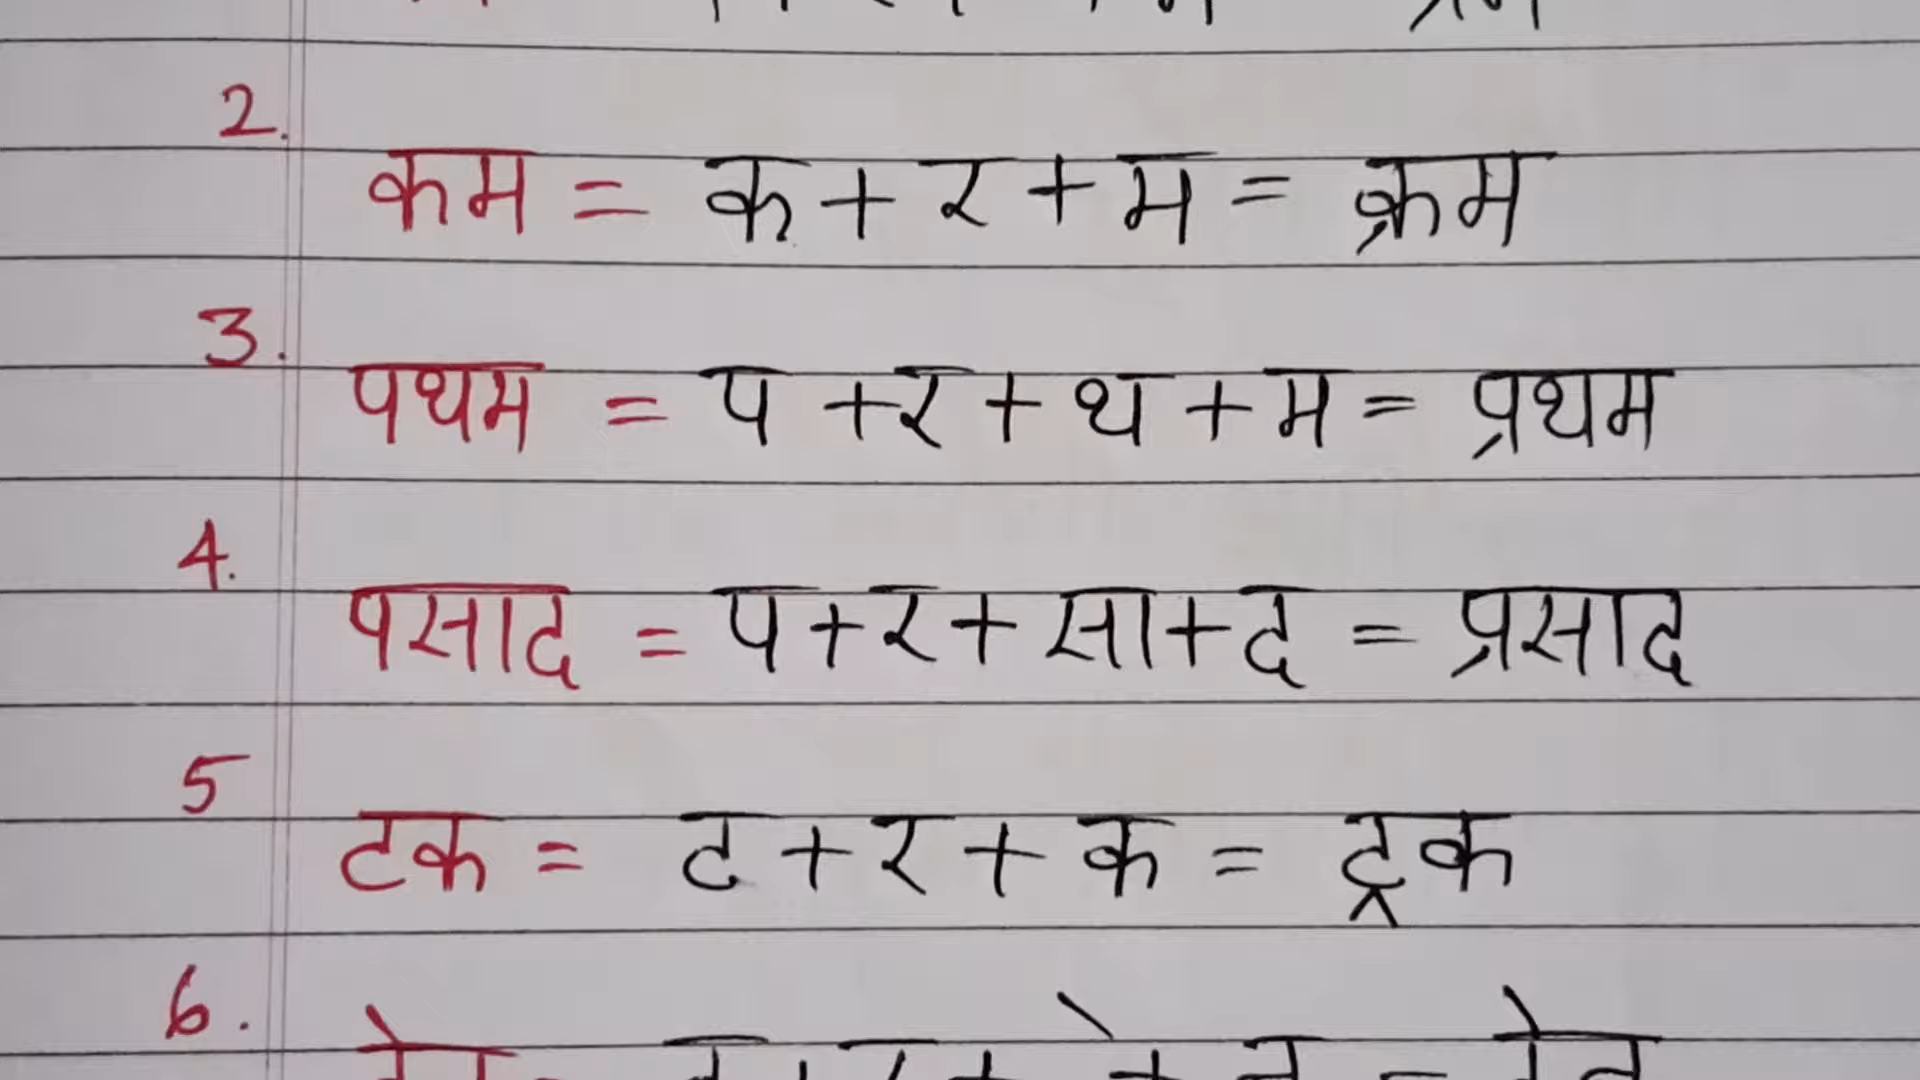 2.
कम = क + र + म = क्रम
3.
पथम = प + र + थ + म = प्रथम
4.
पसाद = प + र + सा + द = प्रसाद
5
टक = ट + र + क = ट्रक
6.